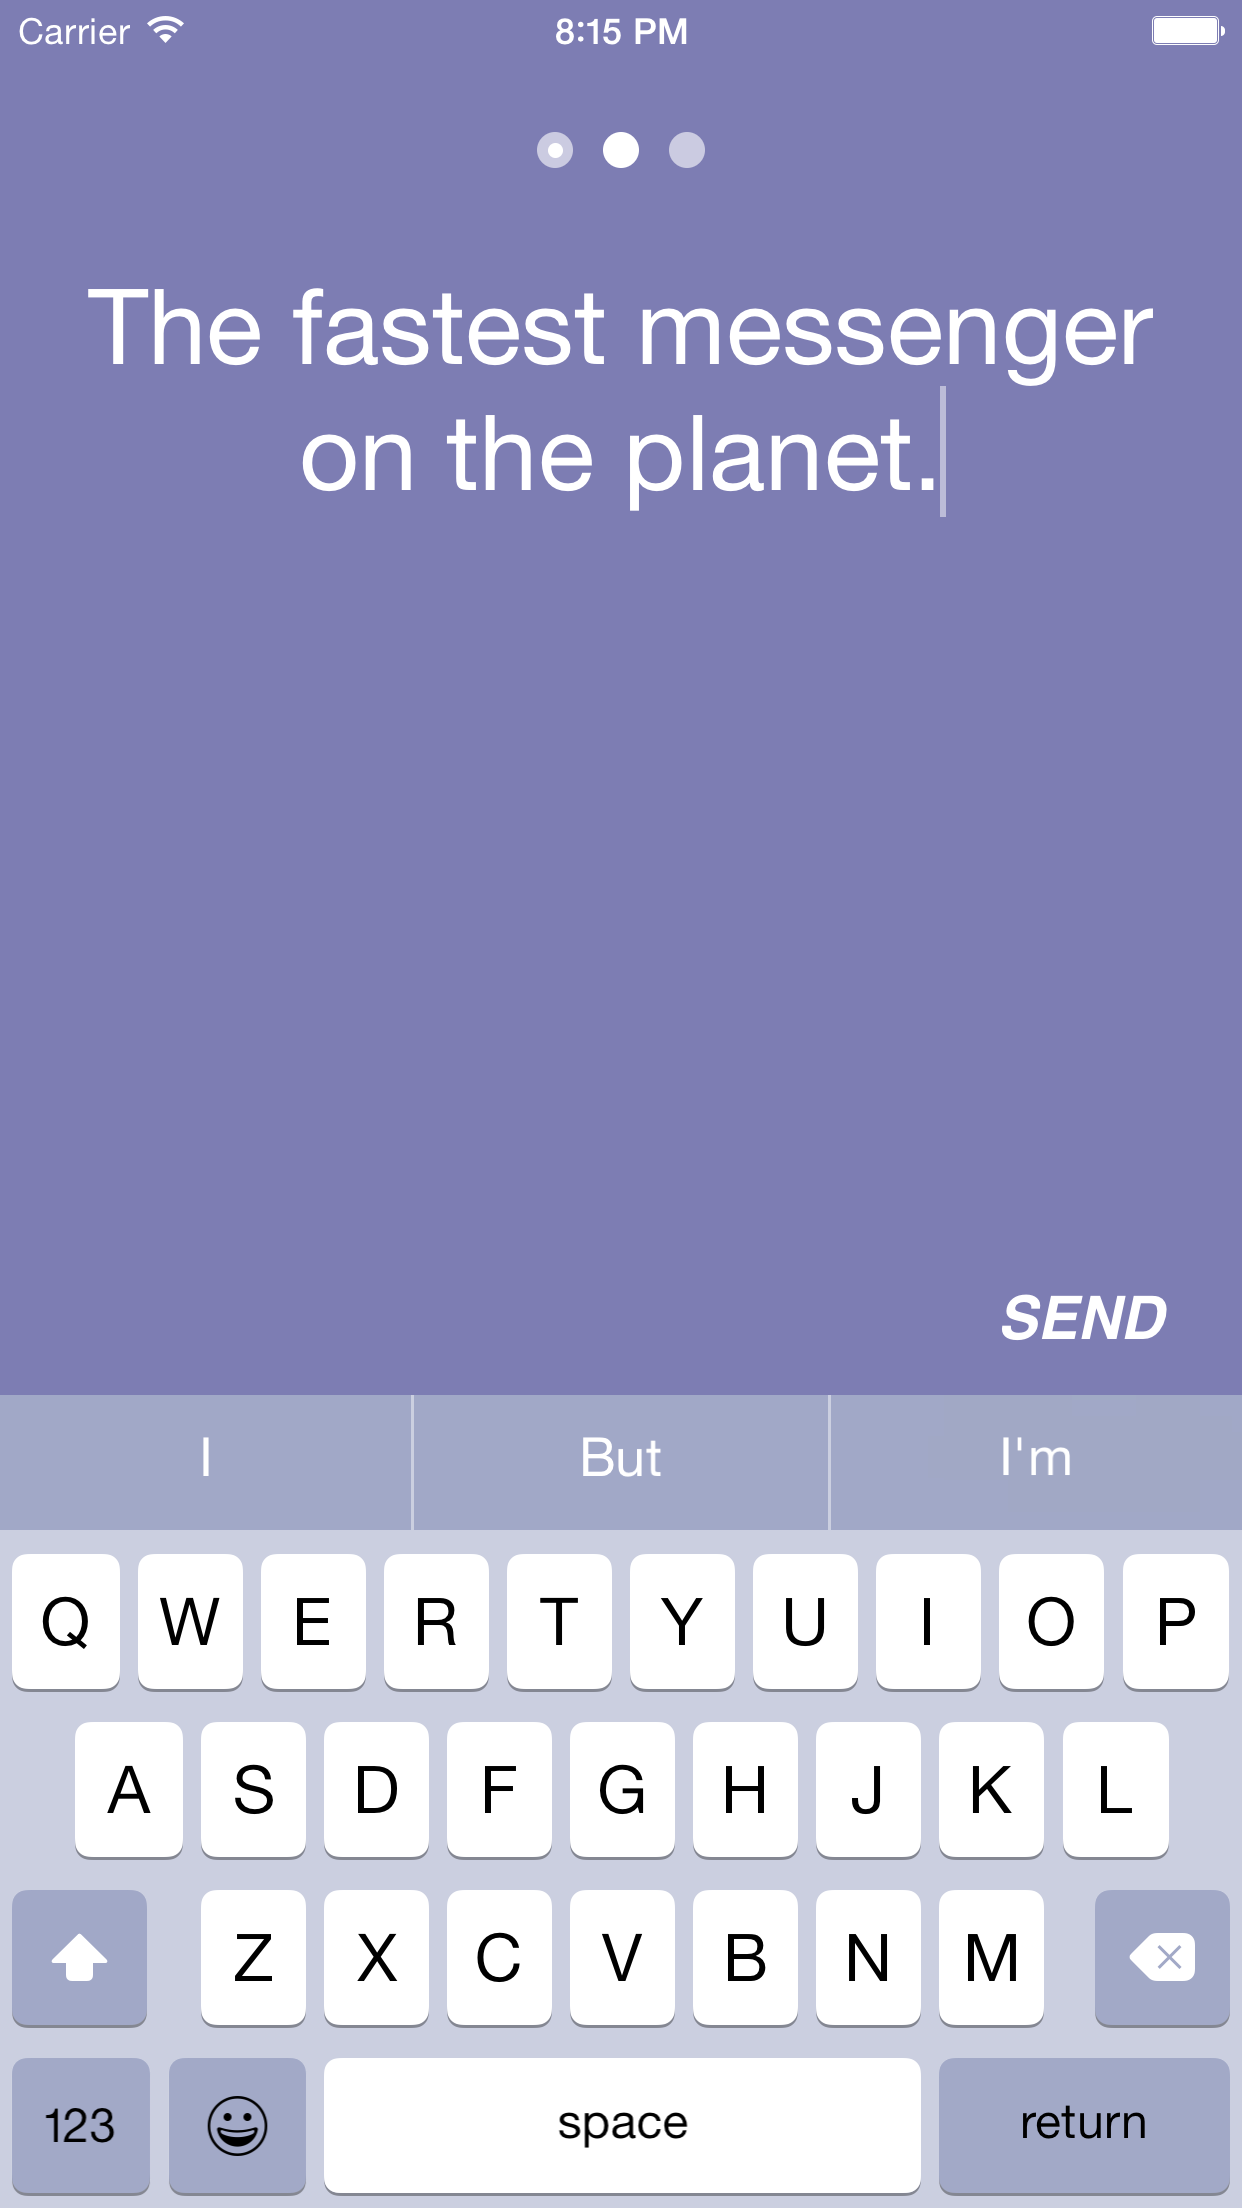 Carrier 8:15 PM
The fastest messenger
on the planet.
SEND
I But I'm
Q W E R T Y U I O P
A S D F G H J K L
Z X C V B N M
123 space return